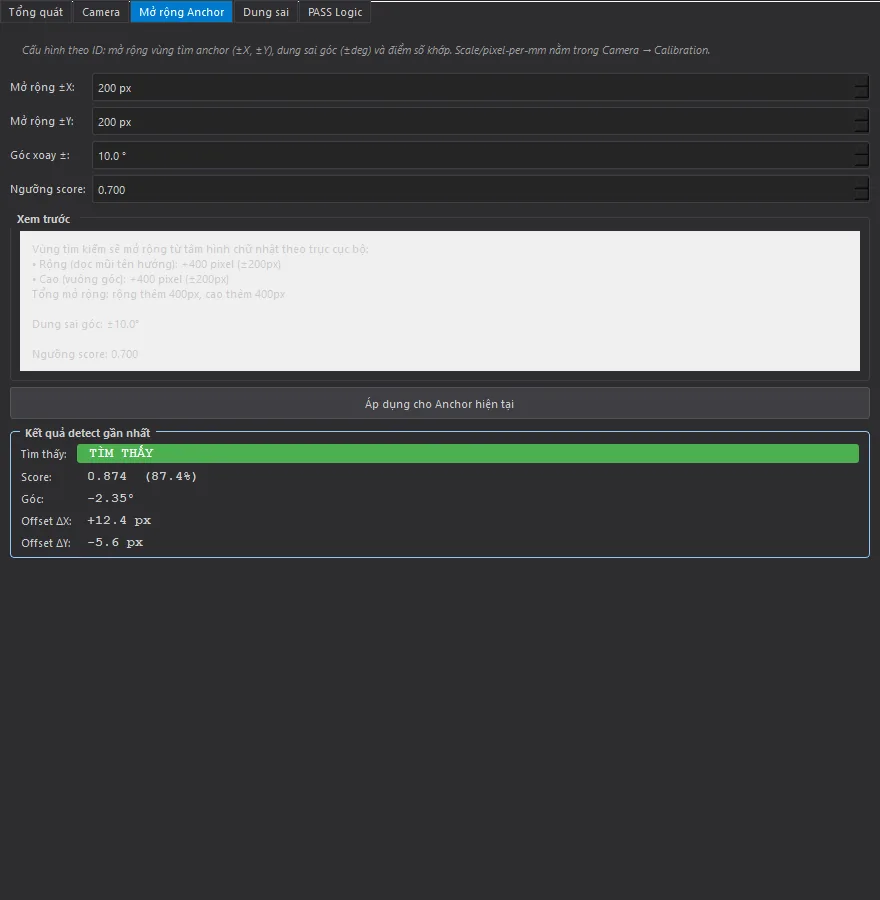 Tổng quát Camera Mở rộng Anchor Dung sai PASS Logic
Cấu hình theo ID: mở rộng vùng tìm anchor (±X, ±Y), dung sai góc (±deg) và điểm số khớp. Scale/pixel-per-mm nằm trong Camera → Calibration.
Mở rộng ±X: 200 px
Mở rộng ±Y: 200 px
Góc xoay ±: 10.0 °
Ngưỡng score: 0.700
Xem trước
Vùng tìm kiếm sẽ mở rộng từ tâm hình chữ nhật theo trục cục bộ:
• Rộng (dọc mũi tên hướng): +400 pixel (±200px)
• Cao (vuông góc): +400 pixel (±200px)
Tổng mở rộng: rộng thêm 400px, cao thêm 400px
Dung sai góc: ±10.0°
Ngưỡng score: 0.700
Áp dụng cho Anchor hiện tại
Kết quả detect gần nhất
Tìm thấy: TÌM THẤY
Score: 0.874 (87.4%)
Góc: -2.35°
Offset ΔX: +12.4 px
Offset ΔY: -5.6 px